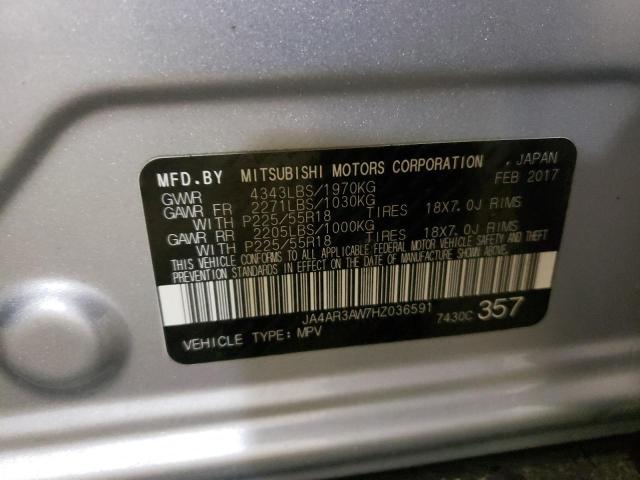 MFD.BY MITSUBISHI MOTORS CORPORATION , JAPAN
GVWR 4343LBS/1970KG FEB 2017
GAWR FR 2271LBS/1030KG
WITH P225/55R18 TIRES 18X7.0J RIMS
GAWR RR 2205LBS/1000KG
WITH P225/55R18 TIRES 18X7.0J RIMS
THIS VEHICLE CONFORMS TO ALL APPLICABLE FEDERAL MOTOR VEHICLE SAFETY AND THEFT
PREVENTION STANDARDS IN EFFECT ON THE DATE OF MANUFACTURE SHOWN ABOVE.
JA4AR3AW7HZ036591 7430C 357
VEHICLE TYPE: MPV